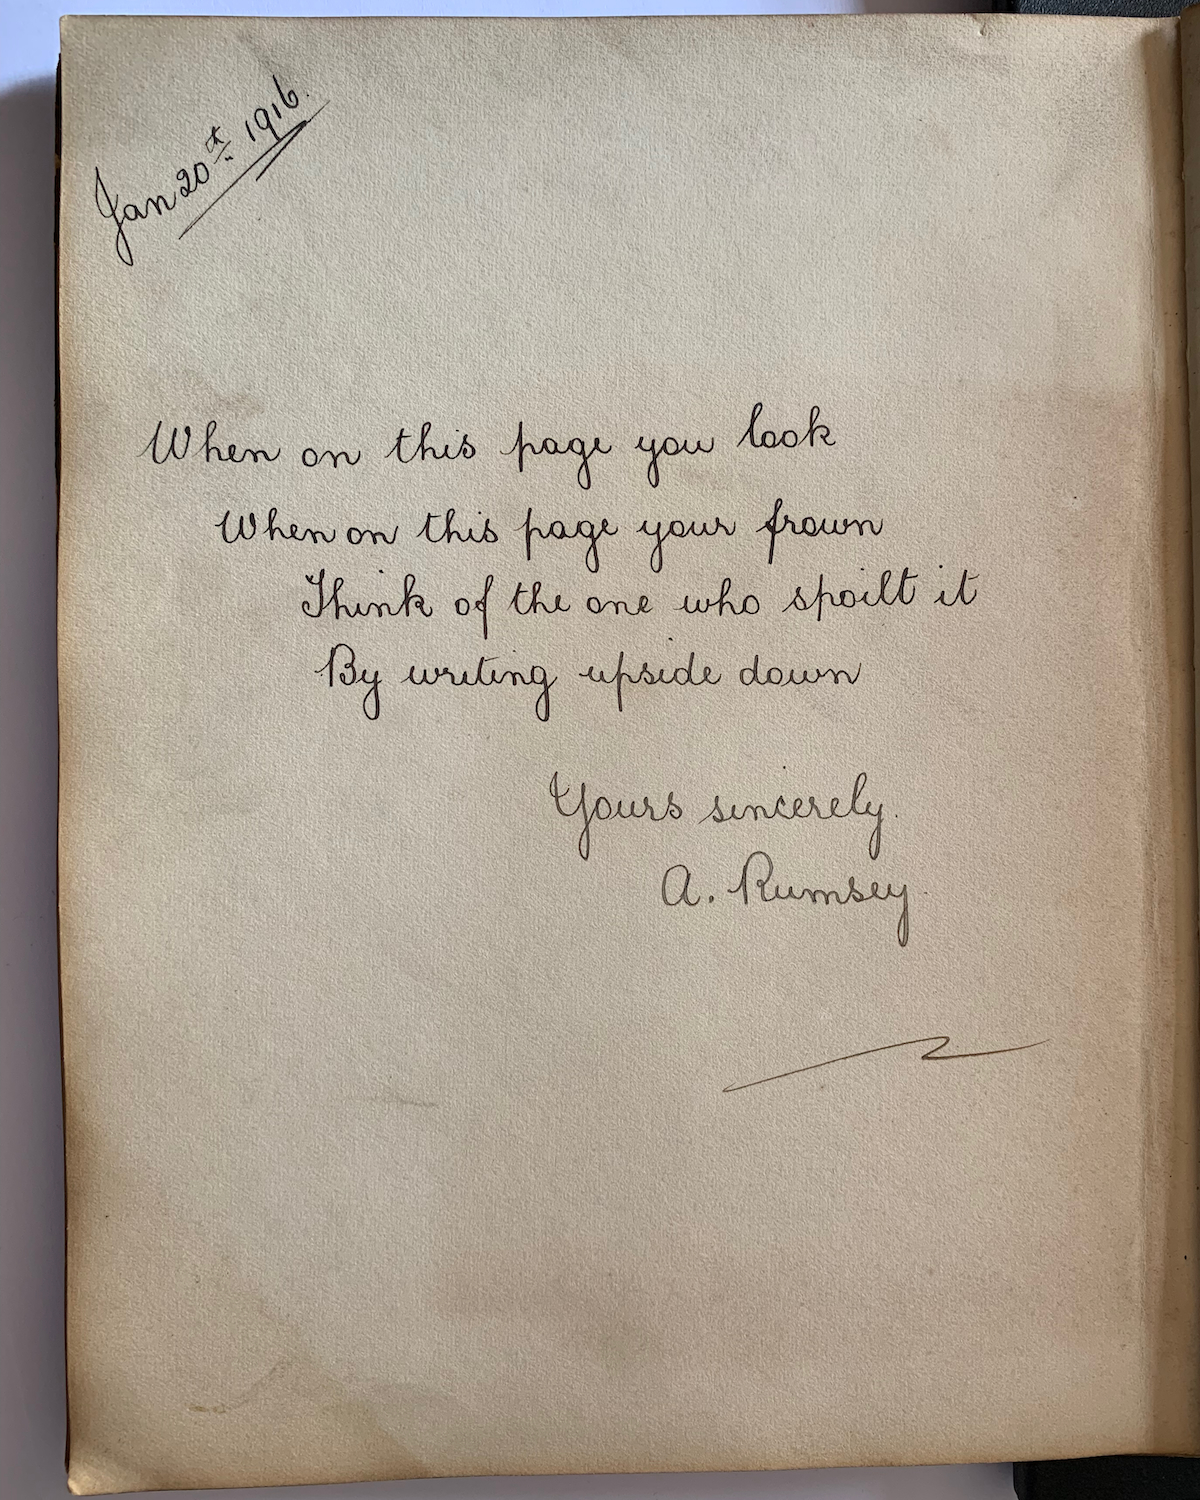 Jan 20th 1916.
When on this page you look
When on this page your frown
Think of the one who spoilt it
By writing upside down
Yours sincerely.
A. Rumsey.